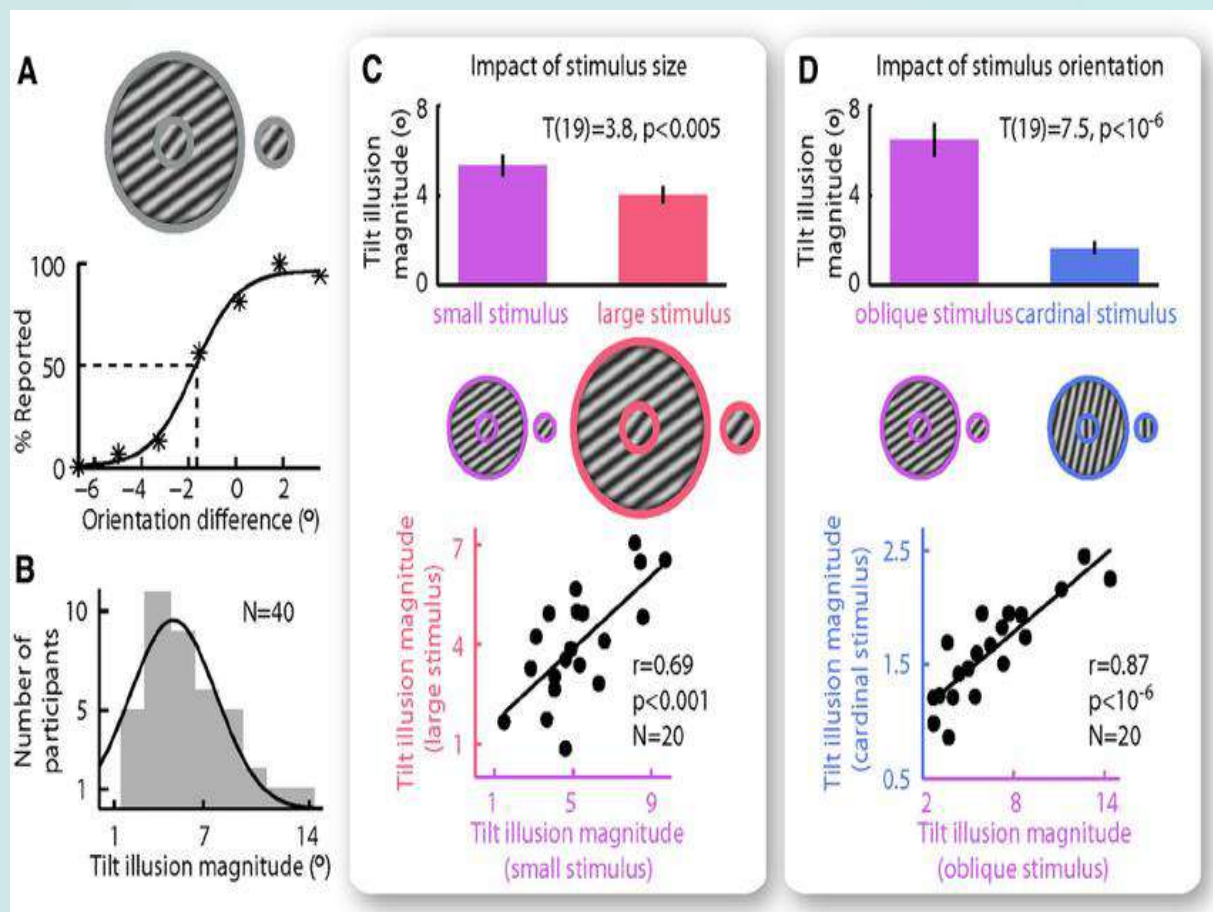 A
100
50
0
% Reported
−6 −4 −2 0 2
Orientation difference (º)
B
N=40
10
5
1
Number of
participants
1 7 14
Tilt illusion magnitude (º)
C
Impact of stimulus size
T(19)=3.8, p<0.005
8
4
0
Tilt illusion
magnitude (o)
small stimulus large stimulus
7
4
1
Tilt illusion magnitude
(large stimulus)
r=0.69
p<0.001
N=20
1 5 9
Tilt illusion magnitude
(small stimulus)
D
Impact of stimulus orientation
T(19)=7.5, p<10⁻⁶
8
4
0
Tilt illusion
magnitude (o)
oblique stimulus cardinal stimulus
2.5
1.5
0.5
Tilt illusion magnitude
(cardinal stimulus)
r=0.87
p<10⁻⁶
N=20
2 8 14
Tilt illusion magnitude
(oblique stimulus)